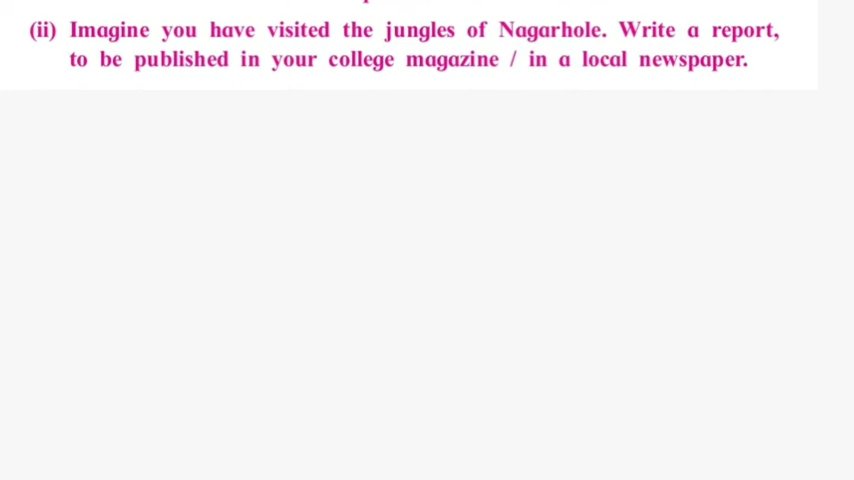 (ii) Imagine you have visited the jungles of Nagarhole. Write a report,
to be published in your college magazine / in a local newspaper.